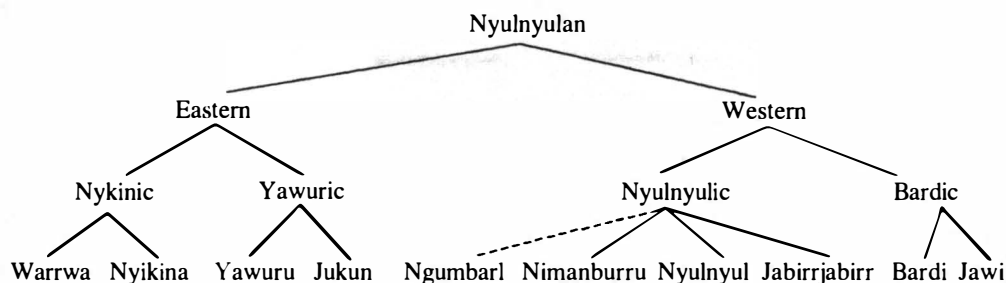 Nyulnyulan
Eastern Western
Nykinic Yawuric Nyulnyulic Bardic
Warrwa Nyikina Yawuru Jukun Ngumbarl Nimanburru Nyulnyul Jabirrjabirr Bardi Jawi